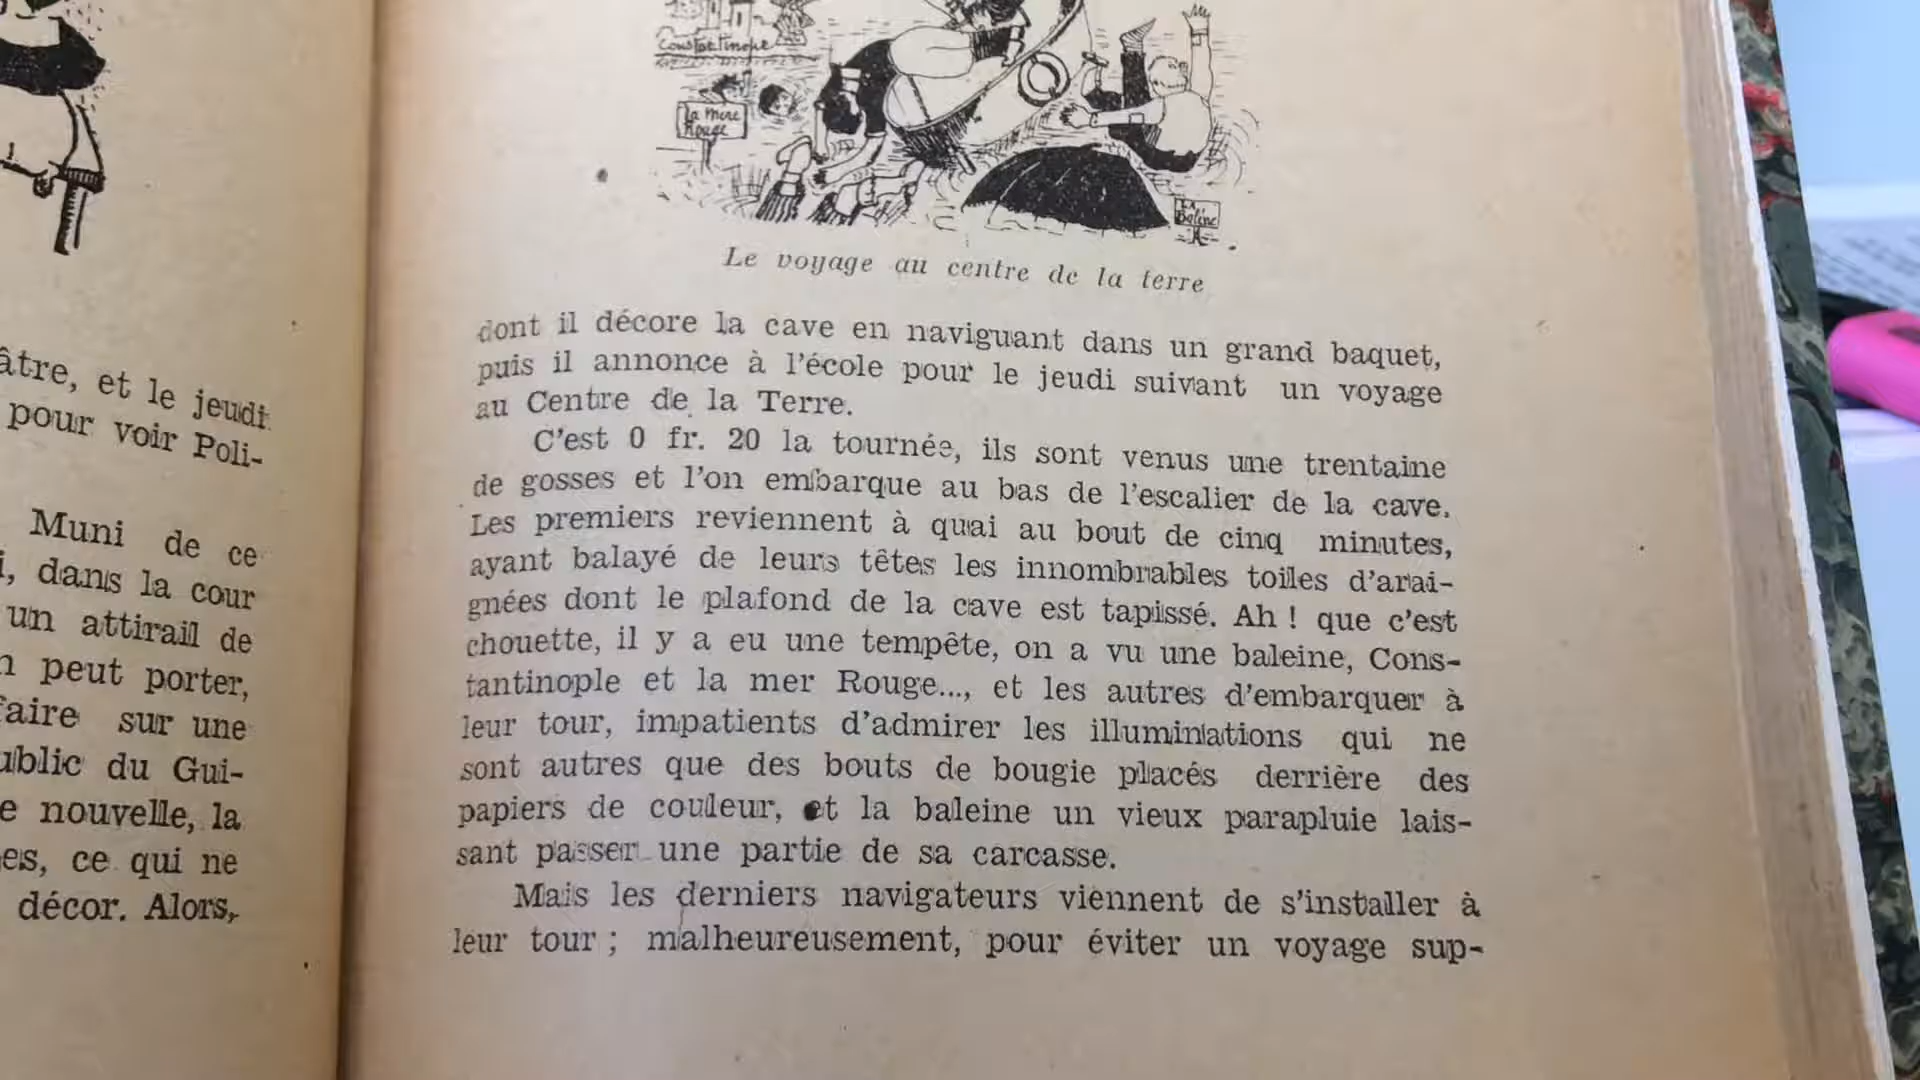 âtre, et le jeudi
pour voir Poli-
Muni de ce
i, dans la cour
un attirail de
n peut porter,
faire sur une
ublic du Gui-
e nouvelle, la
es, ce qui ne
décor. Alors,
Constantinople
La mere
Rouge
La
Baléne
Le voyage au centre de la terre
dont il décore la cave en naviguant dans un grand baquet,
puis il annonce à l'école pour le jeudi suivant un voyage
au Centre de la Terre.
C'est 0 fr. 20 la tournée, ils sont venus une trentaine
de gosses et l'on embarque au bas de l'escalier de la cave.
Les premiers reviennent à quai au bout de cinq minutes,
ayant balayé de leurs têtes les innombrables toiles d'arai-
gnées dont le plafond de la cave est tapissé. Ah ! que c'est
chouette, il y a eu une tempête, on a vu une baleine, Cons-
tantinople et la mer Rouge..., et les autres d'embarquer à
leur tour, impatients d'admirer les illuminations qui ne
sont autres que des bouts de bougie placés derrière des
papiers de couleur, et la baleine un vieux parapluie lais-
sant passer une partie de sa carcasse.
Mais les derniers navigateurs viennent de s'installer à
leur tour ; malheureusement, pour éviter un voyage sup-